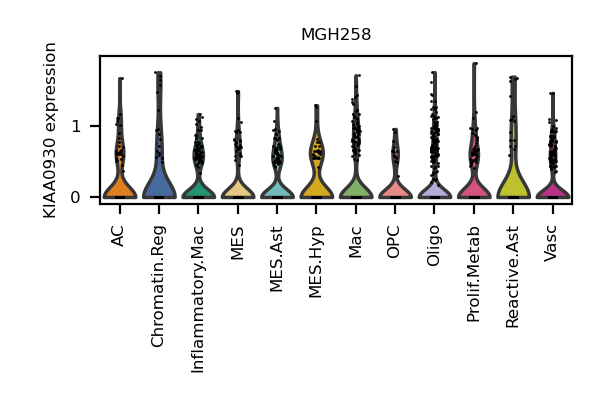 MGH258
KIAA0930 expression
1
0
AC
Chromatin.Reg
Inflammatory.Mac
MES
MES.Ast
MES.Hyp
Mac
OPC
Oligo
Prolif.Metab
Reactive.Ast
Vasc